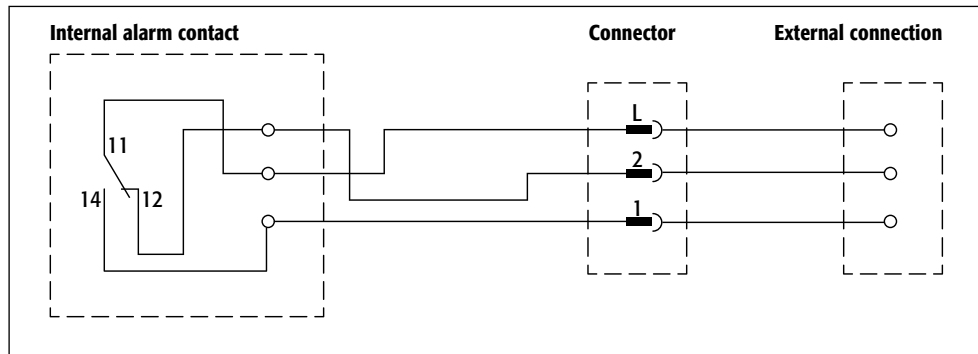 Internal alarm contact
Connector
External connection
L
11
2
14
12
1